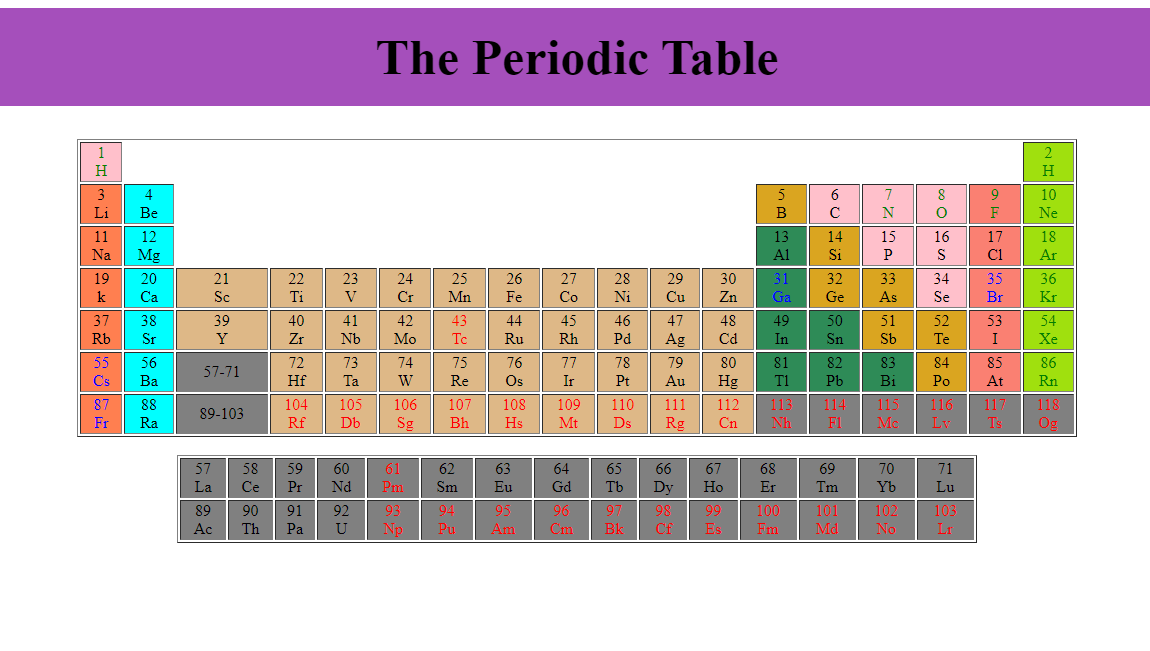 The Periodic Table
1 2
H H
3 4 5 6 7 8 9 10
Li Be B C N O F Ne
11 12 13 14 15 16 17 18
Na Mg Al Si P S Cl Ar
19 20 21 22 23 24 25 26 27 28 29 30 31 32 33 34 35 36
k Ca Sc Ti V Cr Mn Fe Co Ni Cu Zn Ga Ge As Se Br Kr
37 38 39 40 41 42 43 44 45 46 47 48 49 50 51 52 53 54
Rb Sr Y Zr Nb Mo Tc Ru Rh Pd Ag Cd In Sn Sb Te I Xe
55 56 57-71 72 73 74 75 76 77 78 79 80 81 82 83 84 85 86
Cs Ba Hf Ta W Re Os Ir Pt Au Hg Tl Pb Bi Po At Rn
87 88 89-103 104 105 106 107 108 109 110 111 112 113 114 115 116 117 118
Fr Ra Rf Db Sg Bh Hs Mt Ds Rg Cn Nh Fl Mc Lv Ts Og
57 58 59 60 61 62 63 64 65 66 67 68 69 70 71
La Ce Pr Nd Pm Sm Eu Gd Tb Dy Ho Er Tm Yb Lu
89 90 91 92 93 94 95 96 97 98 99 100 101 102 103
Ac Th Pa U Np Pu Am Cm Bk Cf Es Fm Md No Lr